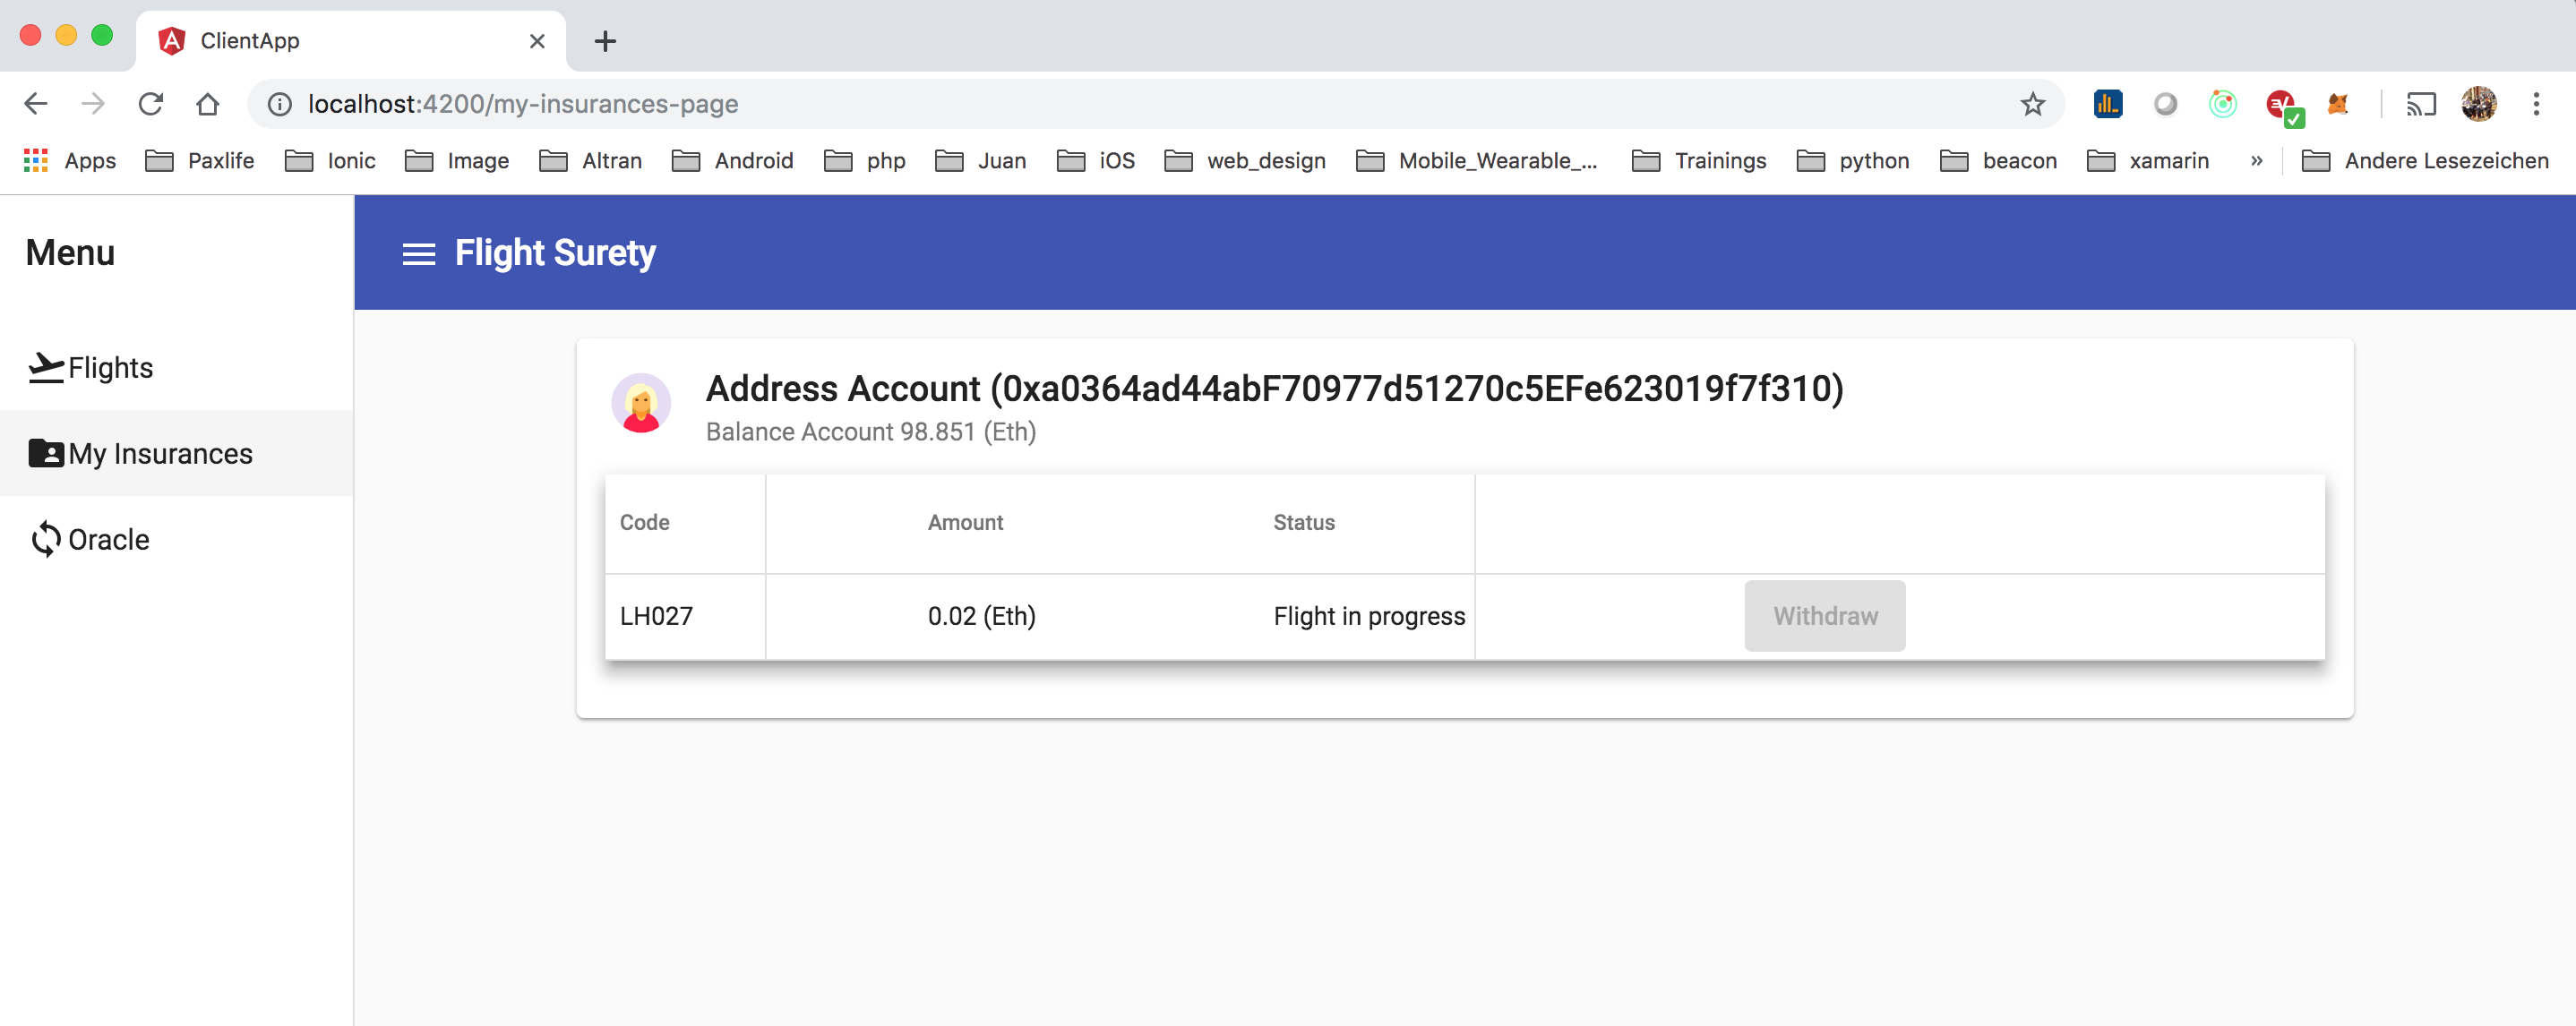 ClientApp
localhost:4200/my-insurances-page
Apps Paxlife Ionic Image Altran Android php Juan iOS web_design Mobile_Wearable_... Trainings python beacon xamarin » Andere Lesezeichen
Menu
Flight Surety
Flights
My Insurances
Oracle
Address Account (0xa0364ad44abF70977d51270c5EFe623019f7f310)
Balance Account 98.851 (Eth)
Code Amount Status
LH027 0.02 (Eth) Flight in progress Withdraw